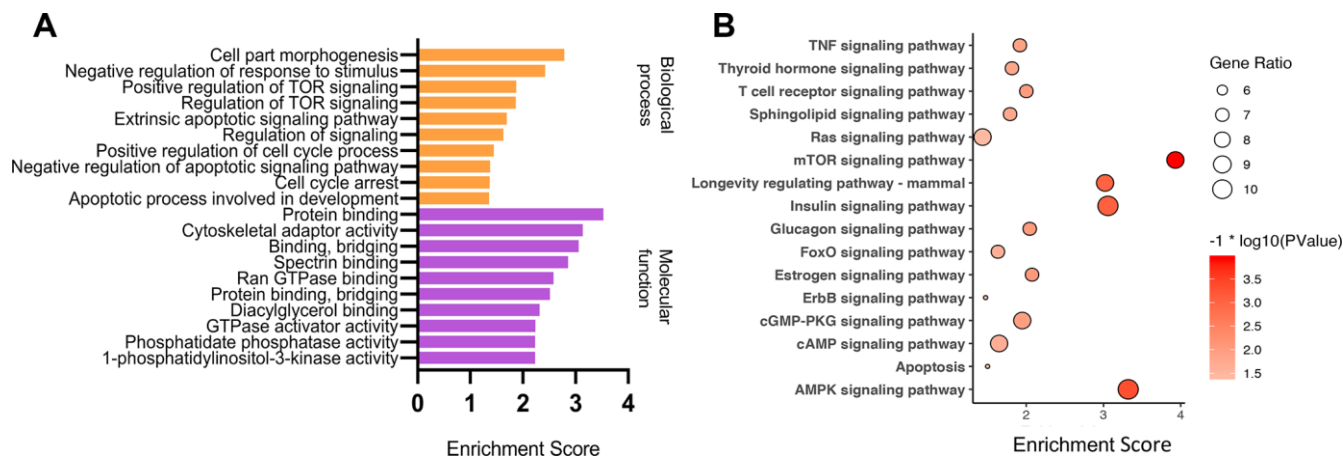 A
Cell part morphogenesis
Negative regulation of response to stimulus
Positive regulation of TOR signaling
Regulation of TOR signaling
Extrinsic apoptotic signaling pathway
Regulation of signaling
Positive regulation of cell cycle process
Negative regulation of apoptotic signaling pathway
Cell cycle arrest
Apoptotic process involved in development
Protein binding
Cytoskeletal adaptor activity
Binding, bridging
Spectrin binding
Ran GTPase binding
Protein binding, bridging
Diacylglycerol binding
GTPase activator activity
Phosphatidate phosphatase activity
1-phosphatidylinositol-3-kinase activity
Biological
process
Molecular
function
0 1 2 3 4
Enrichment Score
B
TNF signaling pathway
Thyroid hormone signaling pathway
T cell receptor signaling pathway
Sphingolipid signaling pathway
Ras signaling pathway
mTOR signaling pathway
Longevity regulating pathway - mammal
Insulin signaling pathway
Glucagon signaling pathway
FoxO signaling pathway
Estrogen signaling pathway
ErbB signaling pathway
cGMP-PKG signaling pathway
cAMP signaling pathway
Apoptosis
AMPK signaling pathway
2 3 4
Enrichment Score
Gene Ratio
6
7
8
9
10
-1 * log10(PValue)
3.5
3.0
2.5
2.0
1.5